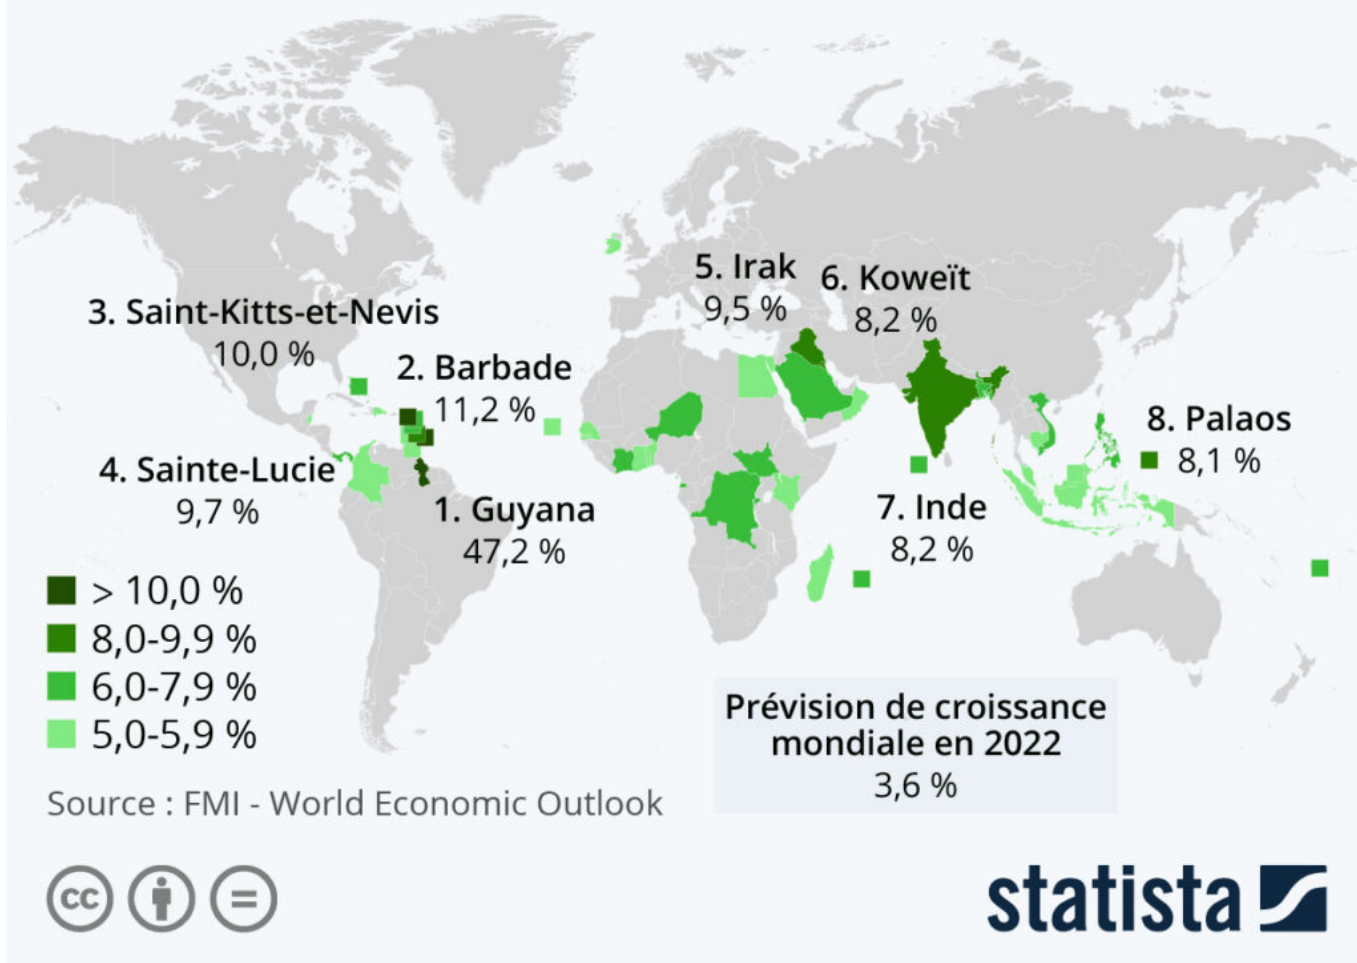 5. Irak
9,5 %
6. Koweït
8,2 %
3. Saint-Kitts-et-Nevis
10,0 %
2. Barbade
11,2 %
8. Palaos
8,1 %
4. Sainte-Lucie
9,7 %
1. Guyana
47,2 %
7. Inde
8,2 %
> 10,0 %
8,0-9,9 %
6,0-7,9 %
5,0-5,9 %
Prévision de croissance
mondiale en 2022
3,6 %
Source : FMI - World Economic Outlook
cc
=
statista